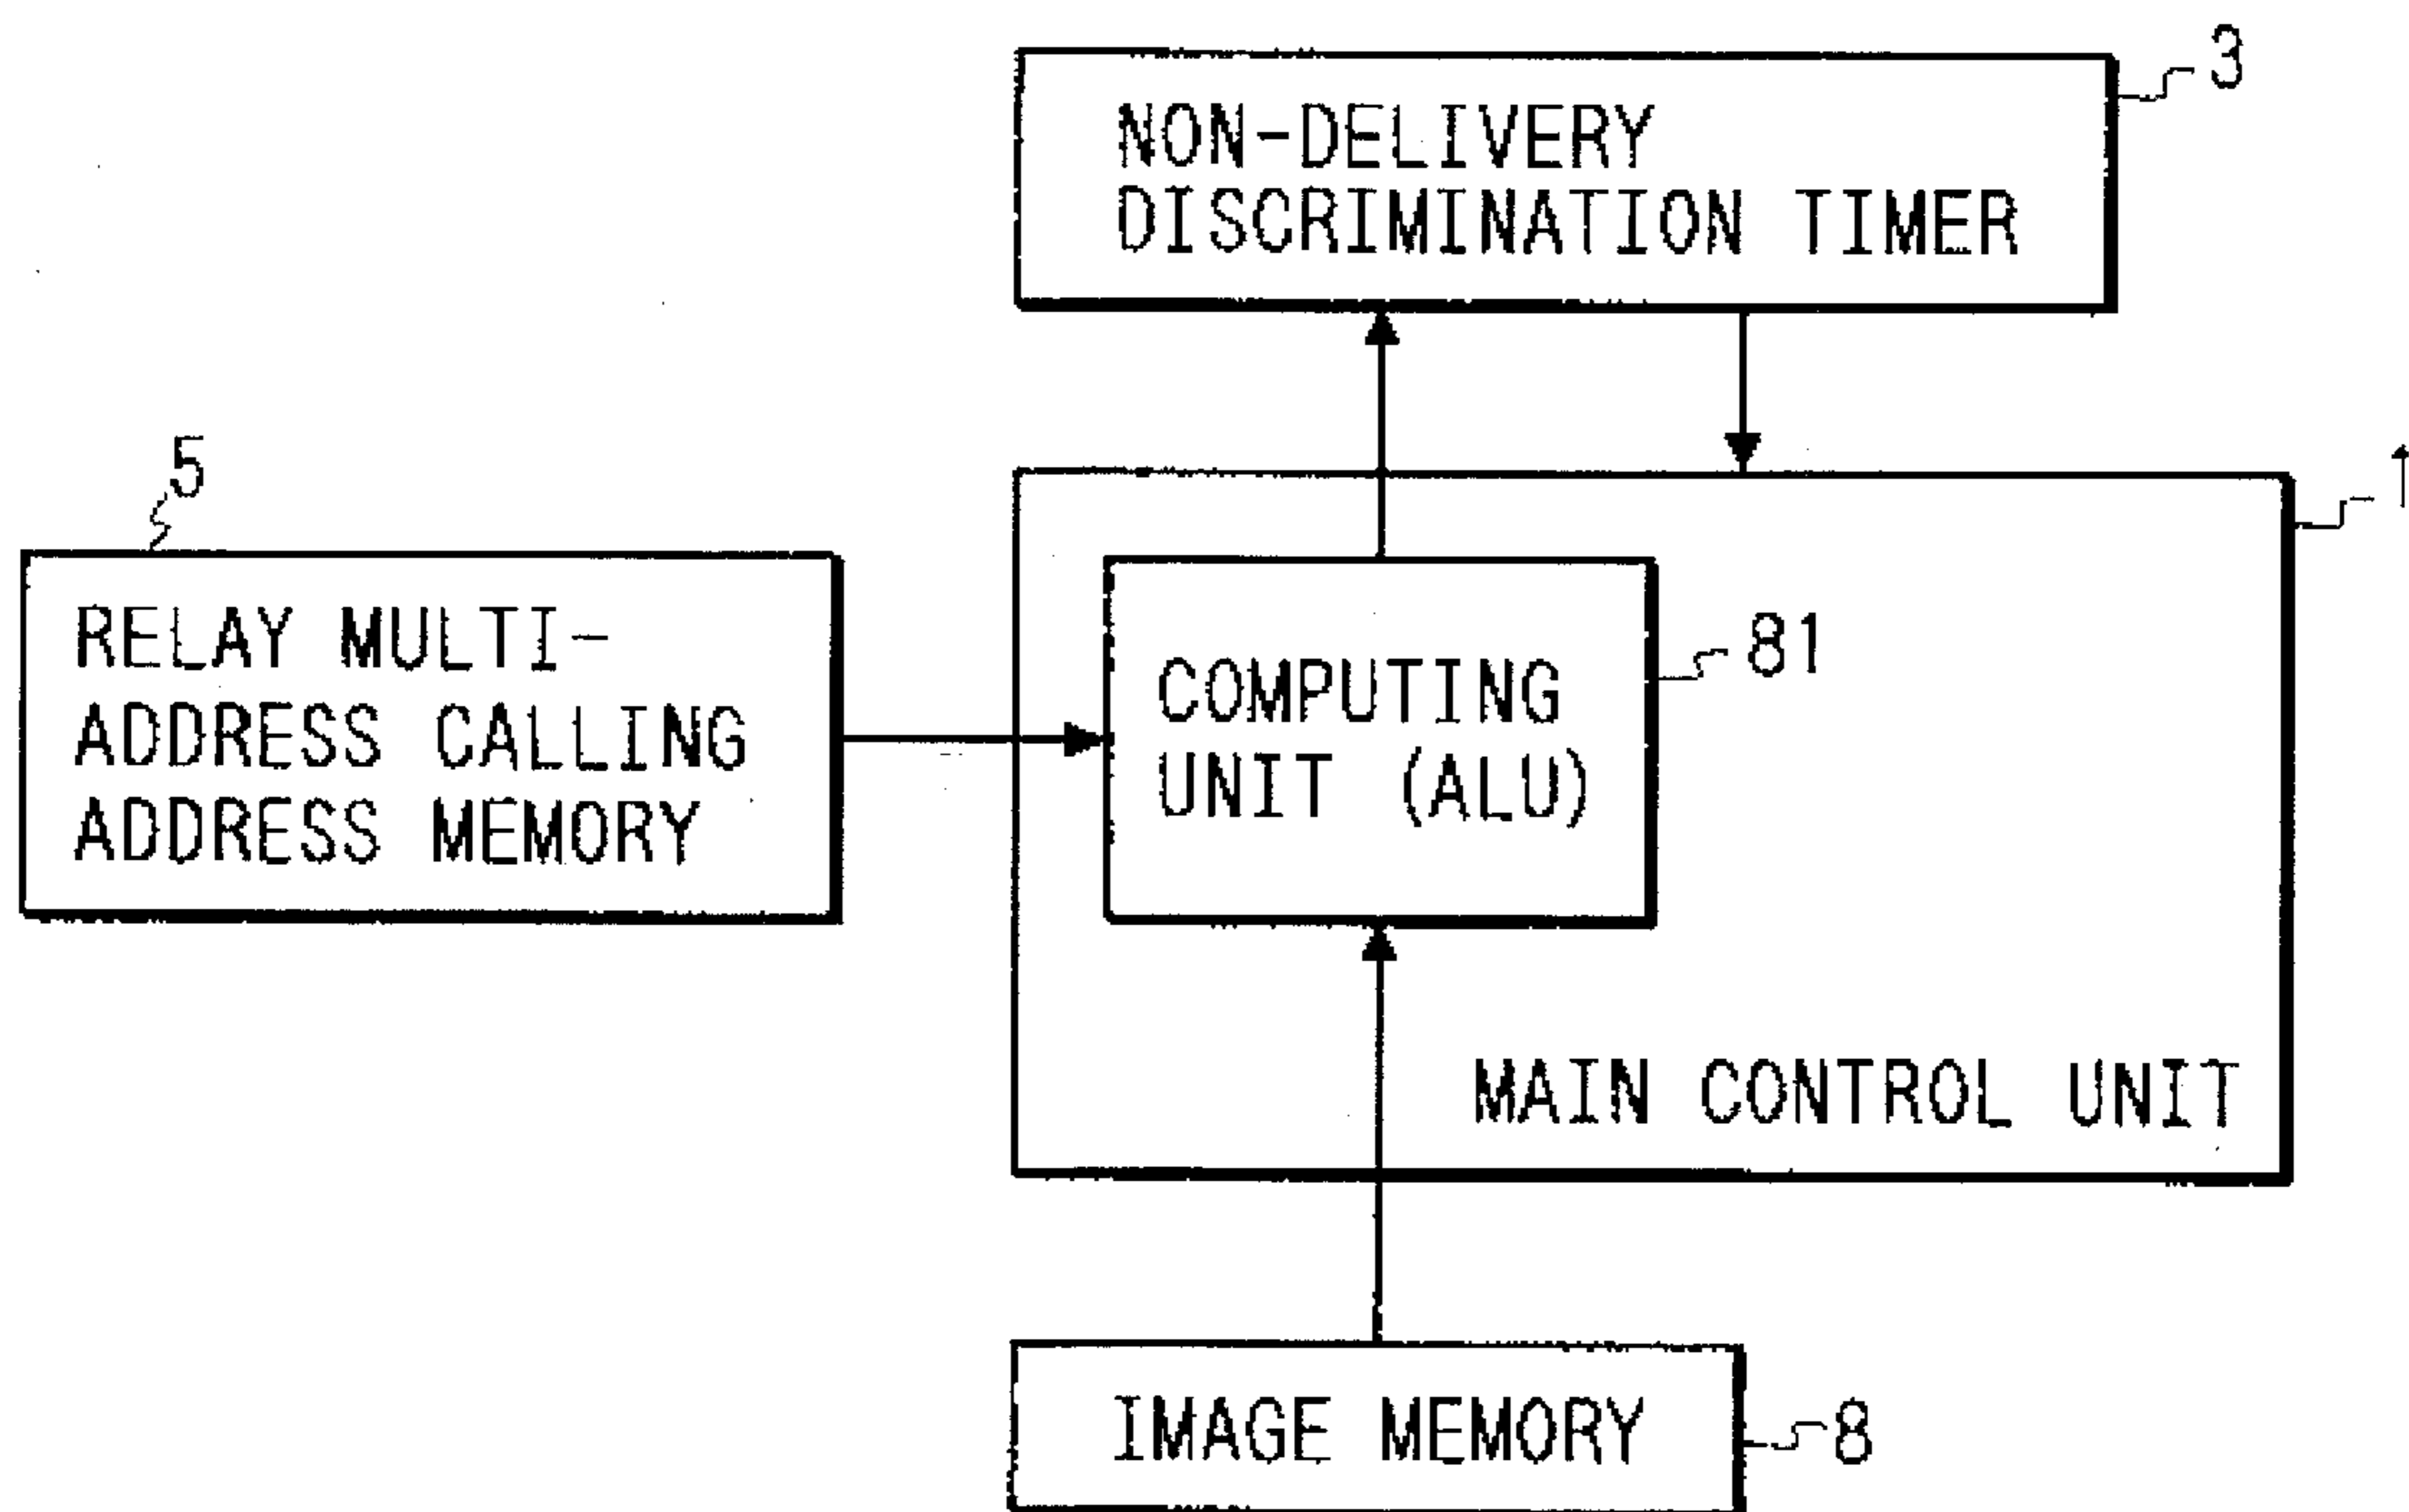 3
NON-DELIVERY
DISCRIMINATION TIMER
5
1
RELAY MULTI-
ADDRESS CALLING
ADDRESS MEMORY
81
COMPUTING
UNIT (ALU)
MAIN CONTROL UNIT
IMAGE MEMORY
8